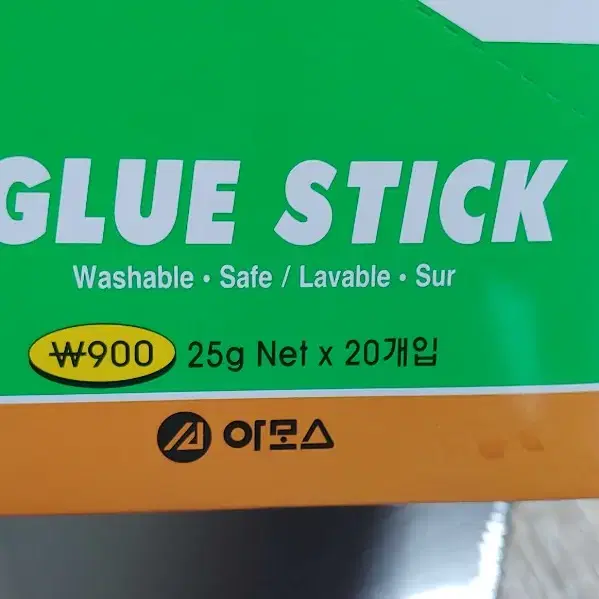 GLUE STICK
Washable • Safe / Lavable • Sur
₩900 25g Net x 20개입
아모스